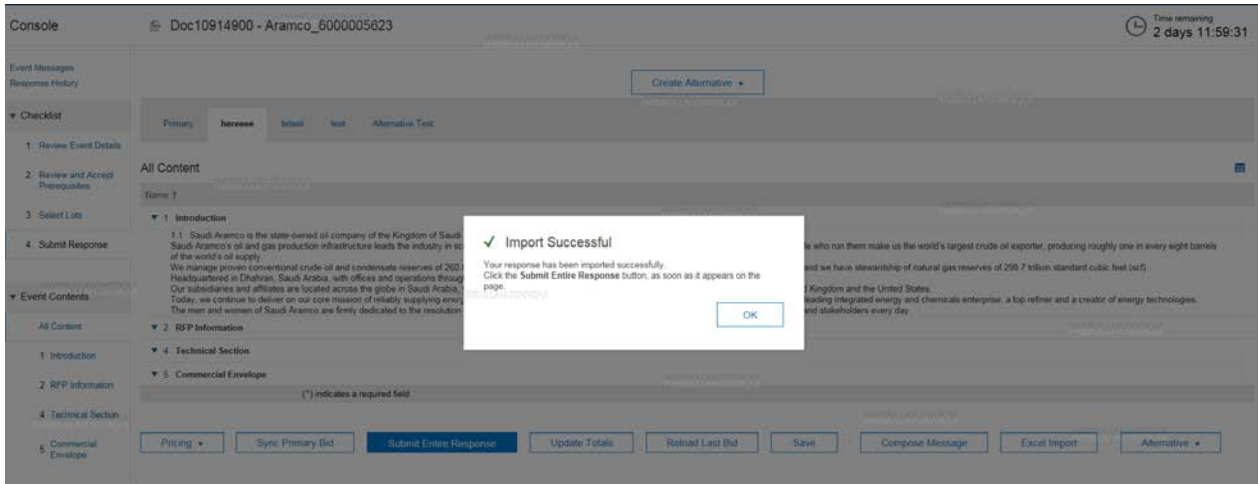 Console
Doc10914900 - Aramco_6000005623
Time remaining
2 days 11:59:31
Event Messages
Response History
Create Alternative
▼ Checklist
Primary hereeee test
Alternative Test
1 Review Event Details
2 Review and Accept
Prerequisites
3 Select Lots
4 Submit Response
▼ Event Contents
All Content
1 Introduction
2 RFP Information
4 Technical Section
5 Commercial
Envelope
All Content
Name ↑
▼ 1 Introduction
1.1 Saudi Aramco is the state-owned oil company of the Kingdom of Saudi
Saudi Aramco's oil and gas production infrastructure leads the industry in sc
le who run them make us the world's largest crude oil exporter, producing roughly one in every eight barrels
of the world's oil supply.
We manage proven conventional crude oil and condensate reserves of 260.
and we have stewardship of natural gas reserves of 298.7 trillion standard cubic feet (scf)
Headquartered in Dhahran, Saudi Araba, with offices and operations throug
Our subsidiaries and affiliates are located across the globe in Saudi Araba,
Kingdom and the United States.
Today, we continue to deliver on our core mission of reliably supplying energ
leading integrated energy and chemicals enterprise, a top refiner and a creator of energy technologies.
The men and women of Saudi Aramco are firmly dedicated to the resolution
and stakeholders every day
▼ 2 RFP Information
▼ 4 Technical Section
▼ 5 Commercial Envelope
(*) indicates a required field
✓ Import Successful
Your response has been imported successfully.
Click the Submit Entire Response button, as soon as it appears on the
page.
OK
Pricing
Sync Primary Bid
Submit Entire Response
Update Totals
Reload Last Bid
Save
Compose Message
Excel Import
Alternative